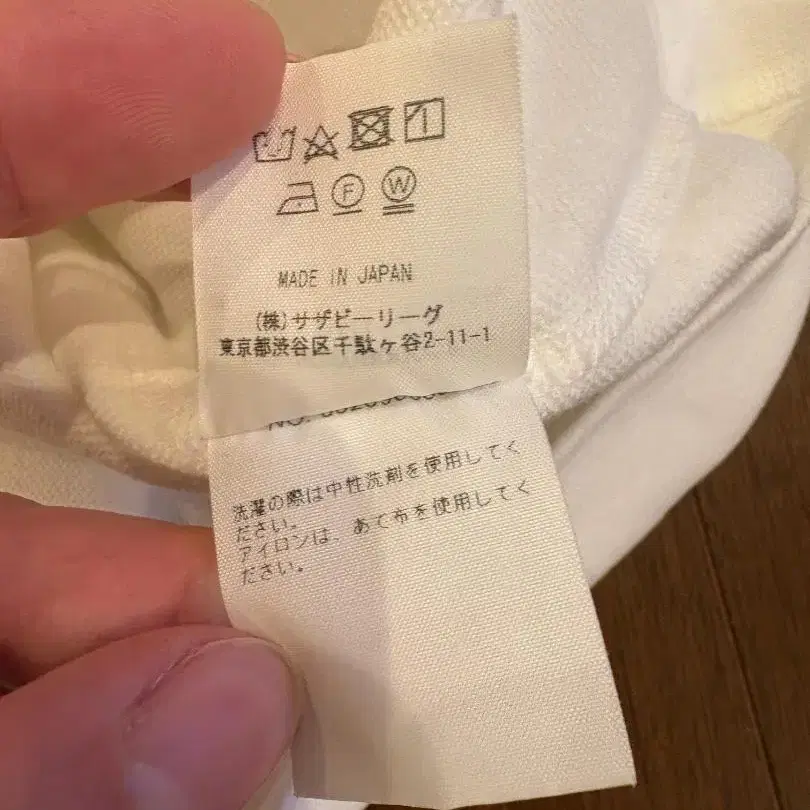 F W
MADE IN JAPAN
(株)サザビーリーグ
東京都渋谷区千駄ヶ谷2-11-1
NO.
洗濯の際は中性洗剤を使用してく
ださい。
アイロンは、あて布を使用してく
ださい。